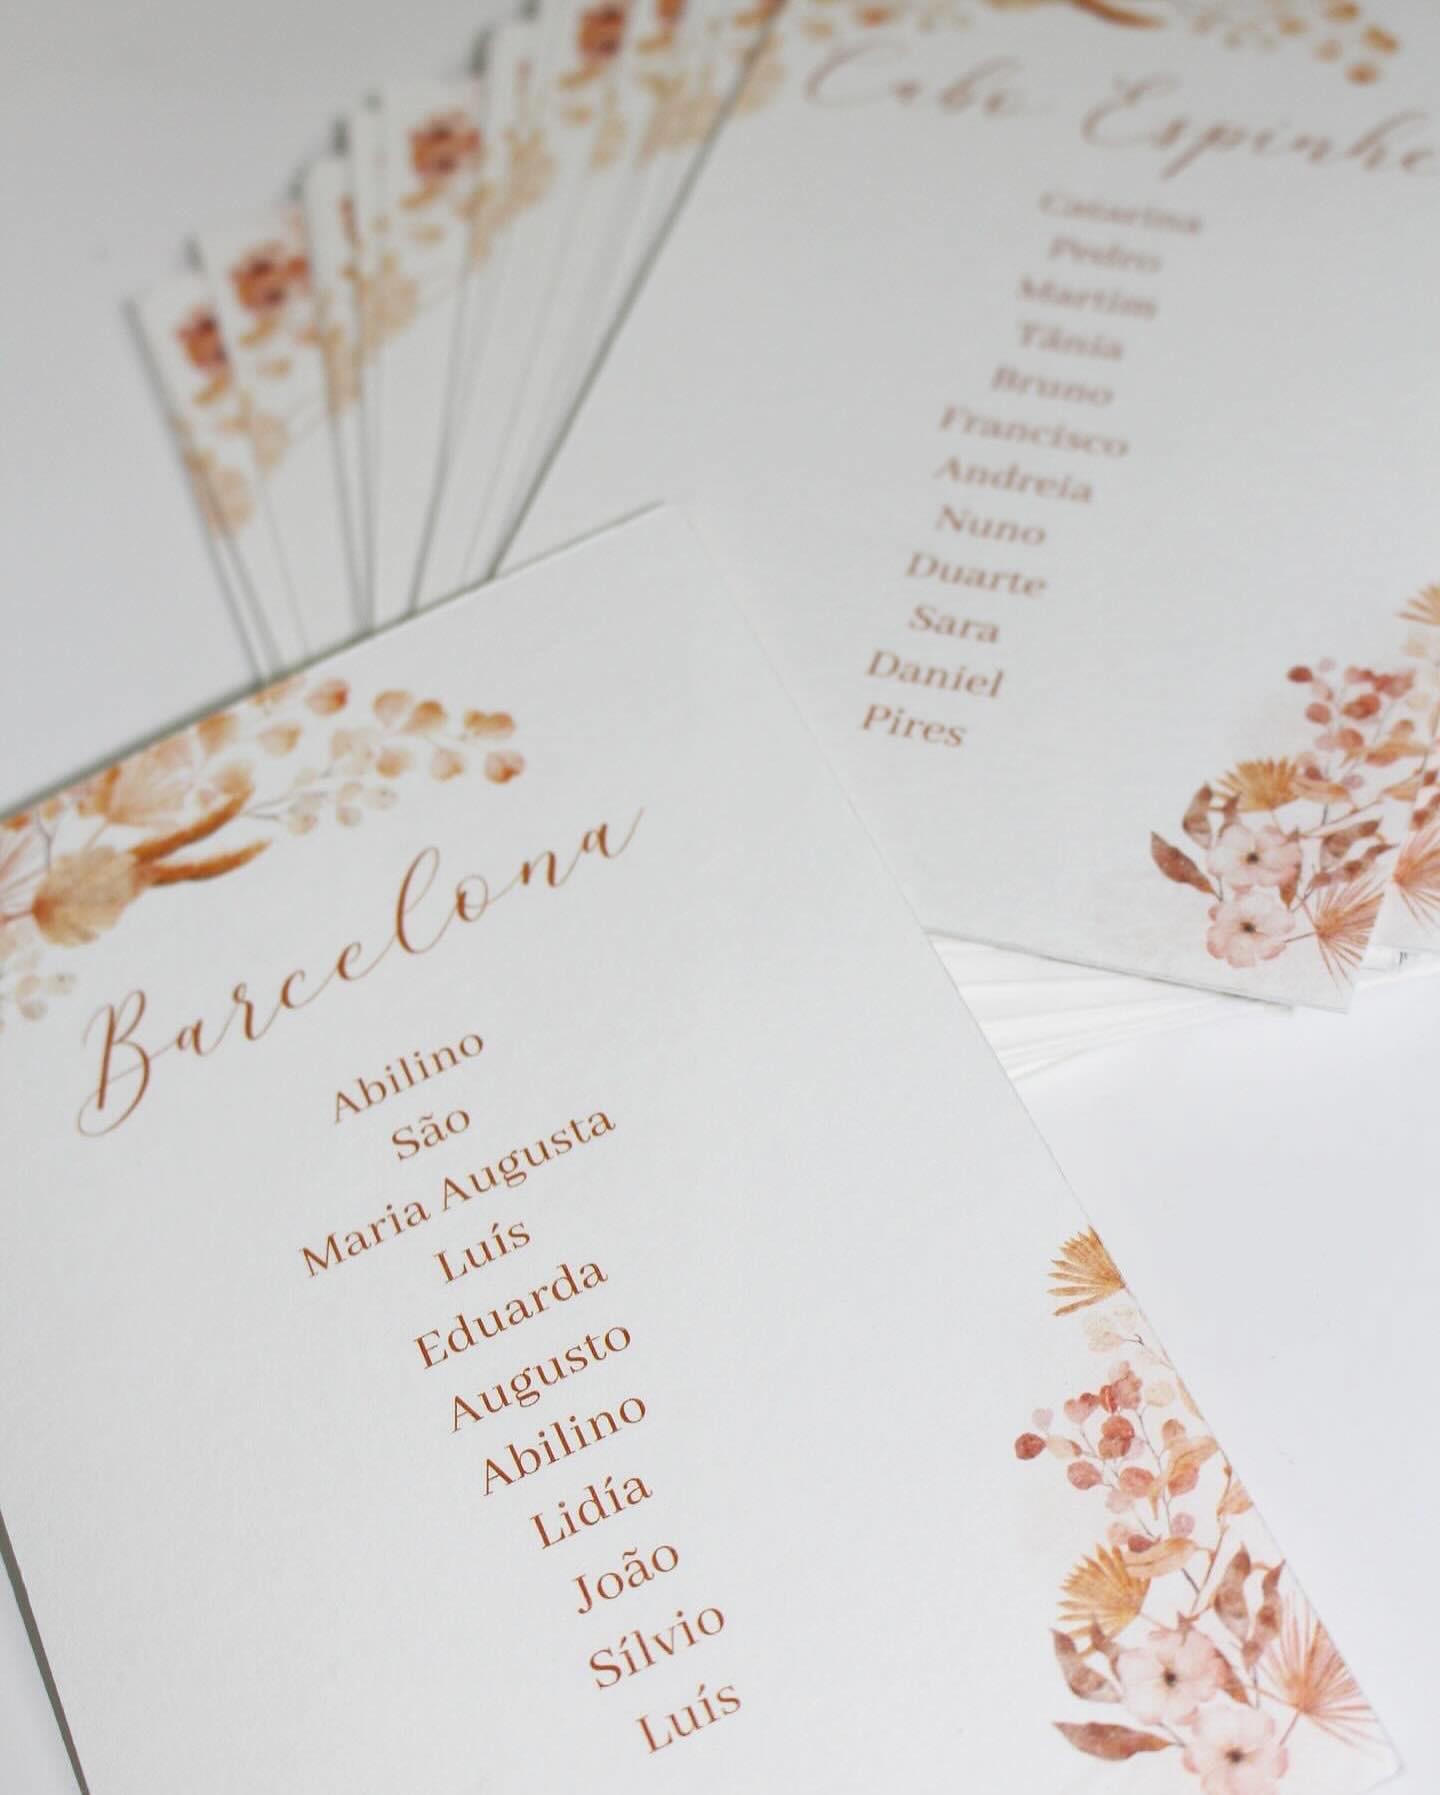 Barcelona
Abilino
São
Maria Augusta
Luís
Eduarda
Augusto
Abilino
Lidía
João
Sílvio
Luís
Cabo Espinhe
Catarina
Pedro
Martim
Tânia
Bruno
Francisco
Andreia
Nuno
Duarte
Sara
Daniel
Pires